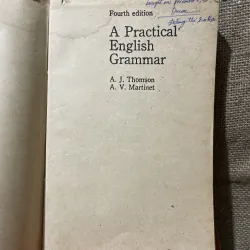 Fourth edition
A Practical
English
Grammar
A. J. Thomson
A. V. Martinet